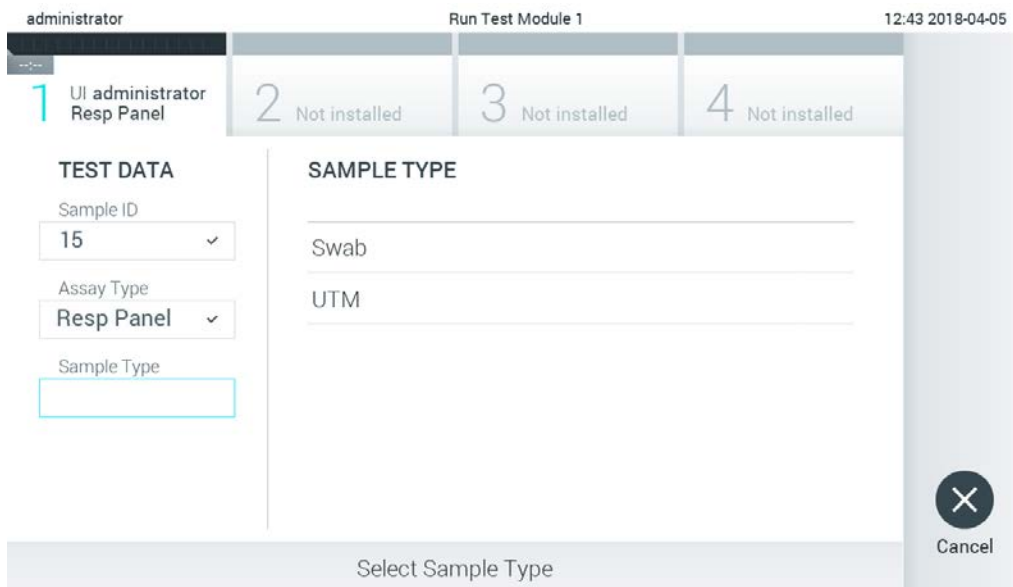 administrator
Run Test Module 1
12:43 2018-04-05
--:--
1 UI administrator
Resp Panel
2 Not installed
3 Not installed
4 Not installed
TEST DATA
Sample ID
15
Assay Type
Resp Panel
Sample Type
SAMPLE TYPE
Swab
UTM
Cancel
Select Sample Type